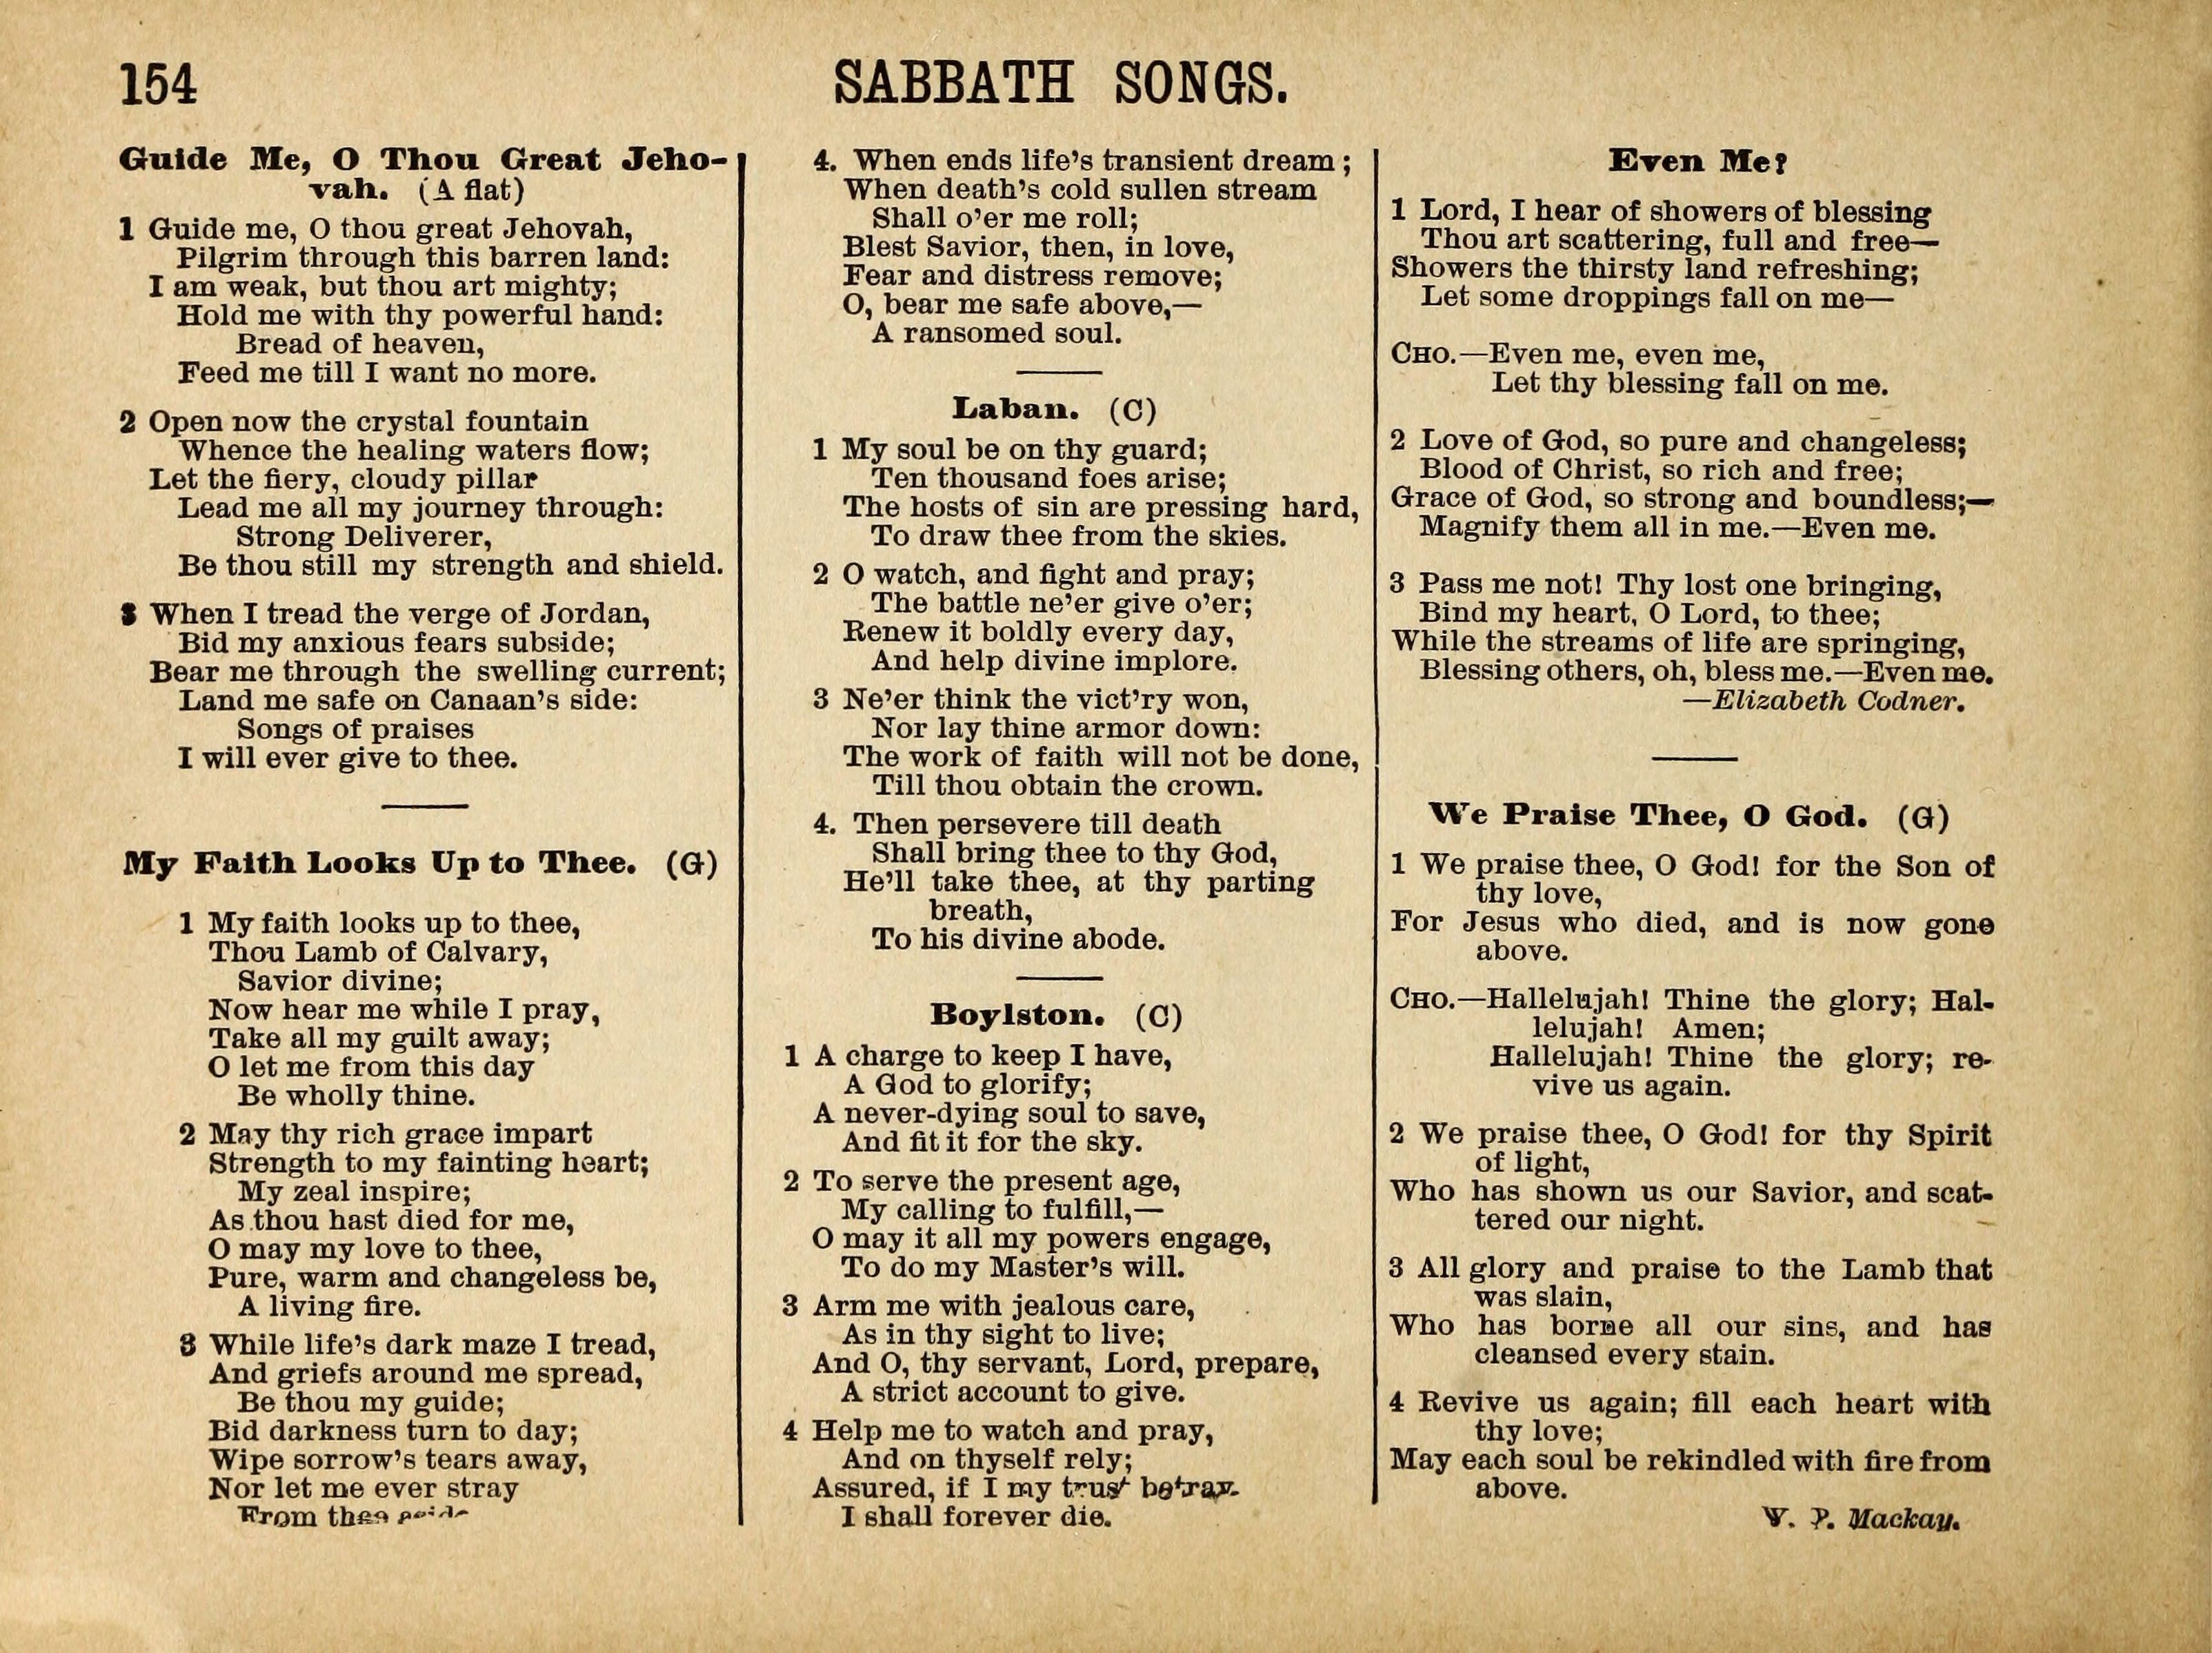 154
SABBATH SONGS.
Guide Me, O Thou Great Jeho-
vah. (A flat)
1 Guide me, O thou great Jehovah,
Pilgrim through this barren land:
I am weak, but thou art mighty;
Hold me with thy powerful hand:
Bread of heaven,
Feed me till I want no more.
2 Open now the crystal fountain
Whence the healing waters flow;
Let the fiery, cloudy pillar
Lead me all my journey through:
Strong Deliverer,
Be thou still my strength and shield.
3 When I tread the verge of Jordan,
Bid my anxious fears subside;
Bear me through the swelling current;
Land me safe on Canaan's side:
Songs of praises
I will ever give to thee.
My Faith Looks Up to Thee. (G)
1 My faith looks up to thee,
Thou Lamb of Calvary,
Savior divine;
Now hear me while I pray,
Take all my guilt away;
O let me from this day
Be wholly thine.
2 May thy rich grace impart
Strength to my fainting heart;
My zeal inspire;
As thou hast died for me,
O may my love to thee,
Pure, warm and changeless be,
A living fire.
3 While life's dark maze I tread,
And griefs around me spread,
Be thou my guide;
Bid darkness turn to day;
Wipe sorrow's tears away,
Nor let me ever stray
From thee
4. When ends life's transient dream;
When death's cold sullen stream
Shall o'er me roll;
Blest Savior, then, in love,
Fear and distress remove;
O, bear me safe above,—
A ransomed soul.
Laban. (C)
1 My soul be on thy guard;
Ten thousand foes arise;
The hosts of sin are pressing hard,
To draw thee from the skies.
2 O watch, and fight and pray;
The battle ne'er give o'er;
Renew it boldly every day,
And help divine implore.
3 Ne'er think the vict'ry won,
Nor lay thine armor down:
The work of faith will not be done,
Till thou obtain the crown.
4. Then persevere till death
Shall bring thee to thy God,
He'll take thee, at thy parting
breath,
To his divine abode.
Boylston. (C)
1 A charge to keep I have,
A God to glorify;
A never-dying soul to save,
And fit it for the sky.
2 To serve the present age,
My calling to fulfill,—
O may it all my powers engage,
To do my Master's will.
3 Arm me with jealous care,
As in thy sight to live;
And O, thy servant, Lord, prepare,
A strict account to give.
4 Help me to watch and pray,
And on thyself rely;
Assured, if I my trust betray.
I shall forever die.
Even Me?
1 Lord, I hear of showers of blessing
Thou art scattering, full and free—
Showers the thirsty land refreshing;
Let some droppings fall on me—
CHO.—Even me, even me,
Let thy blessing fall on me.
2 Love of God, so pure and changeless;
Blood of Christ, so rich and free;
Grace of God, so strong and boundless;—
Magnify them all in me.—Even me.
3 Pass me not! Thy lost one bringing,
Bind my heart, O Lord, to thee;
While the streams of life are springing,
Blessing others, oh, bless me.—Even me.
—Elizabeth Codner.
We Praise Thee, O God. (G)
1 We praise thee, O God! for the Son of
thy love,
For Jesus who died, and is now gone
above.
CHO.—Hallelujah! Thine the glory; Hal-
lelujah! Amen;
Hallelujah! Thine the glory; re-
vive us again.
2 We praise thee, O God! for thy Spirit
of light,
Who has shown us our Savior, and scat-
tered our night.
3 All glory and praise to the Lamb that
was slain,
Who has borne all our sins, and has
cleansed every stain.
4 Revive us again; fill each heart with
thy love;
May each soul be rekindled with fire from
above.
W. P. Mackay.